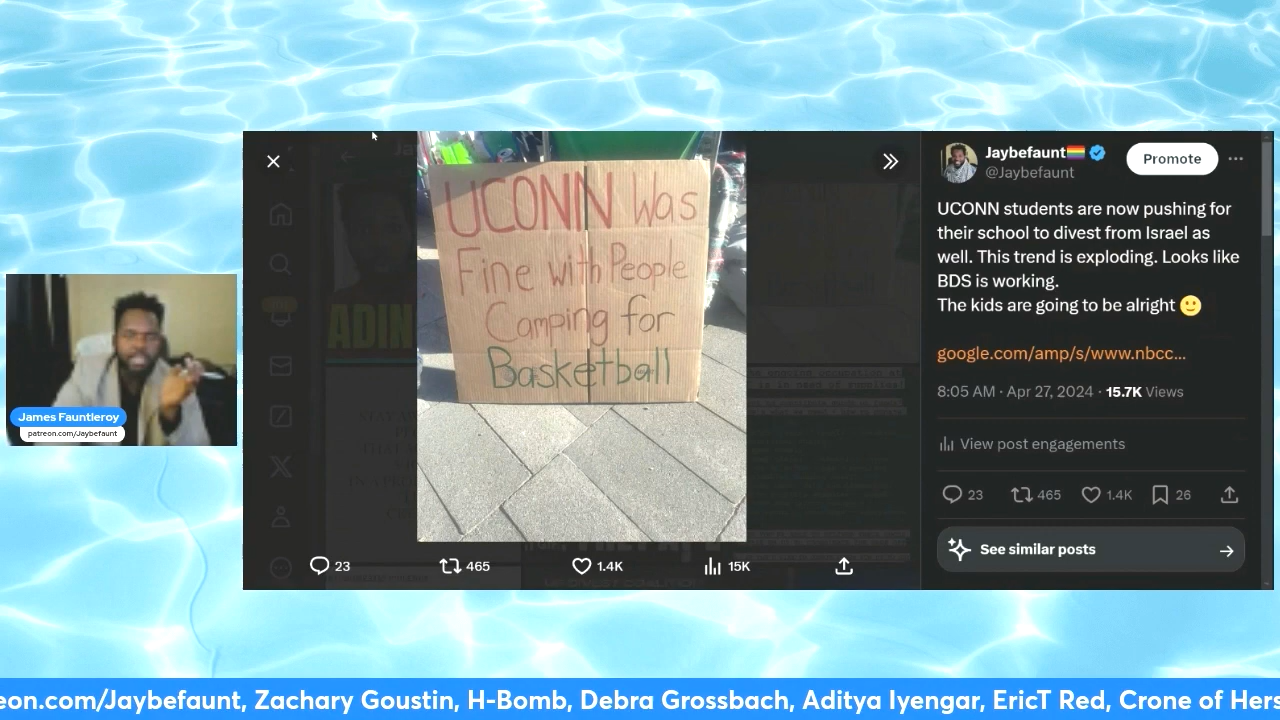 UCONN Was
Fine with People
Camping for
Basketball
Jaybefaunt🏳️‍🌈
@Jaybefaunt
Promote
UCONN students are now pushing for
their school to divest from Israel as
well. This trend is exploding. Looks like
BDS is working.
The kids are going to be alright 🙂
google.com/amp/s/www.nbcc...
8:05 AM · Apr 27, 2024 · 15.7K Views
View post engagements
23 465 1.4K 26
See similar posts
23 465 1.4K 15K
ADIN
James Fauntleroy
patreon.com/Jaybefaunt
eon.com/Jaybefaunt, Zachary Goustin, H-Bomb, Debra Grossbach, Aditya Iyengar, EricT Red, Crone of Hers